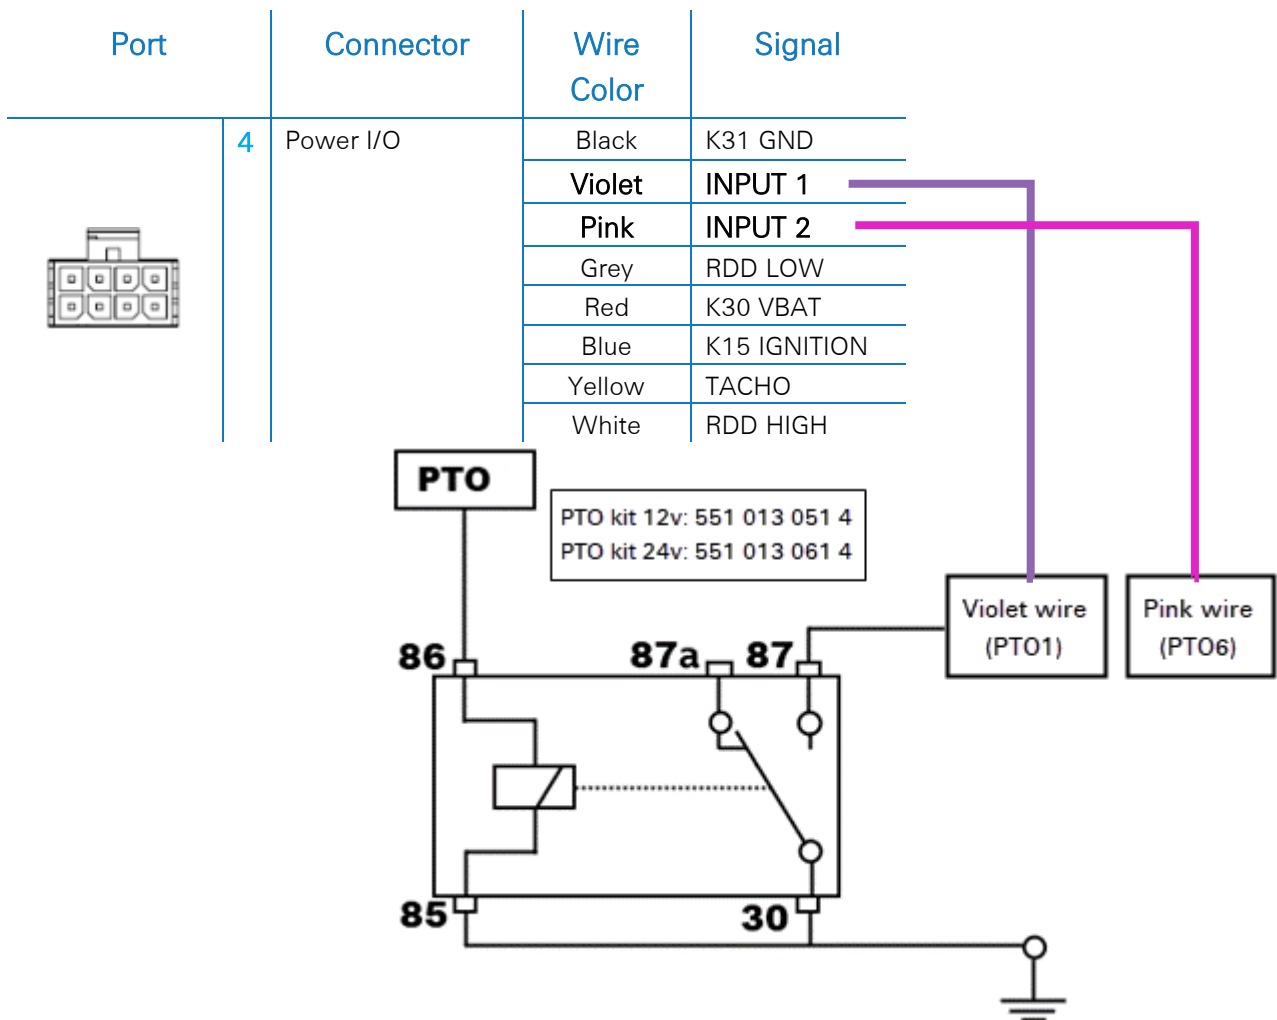 Port Connector Wire Color Signal
4 Power I/O Black K31 GND
Violet INPUT 1
Pink INPUT 2
Grey RDD LOW
Red K30 VBAT
Blue K15 IGNITION
Yellow TACHO
White RDD HIGH
PTO
PTO kit 12v: 551 013 051 4
PTO kit 24v: 551 013 061 4
Violet wire
(PTO1)
Pink wire
(PTO6)
86 87a 87
85 30